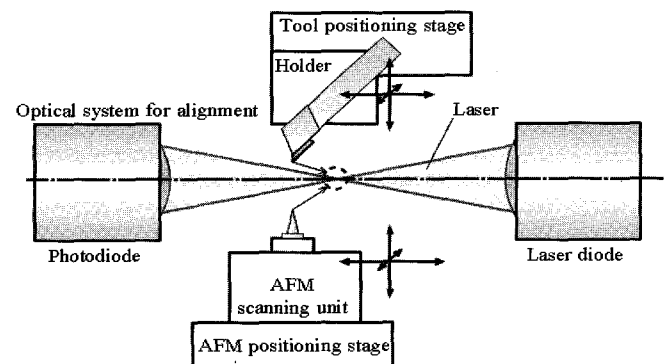 Tool positioning stage
Holder
Optical system for alignment
Laser
Photodiode
Laser diode
AFM
scanning unit
AFM positioning stage